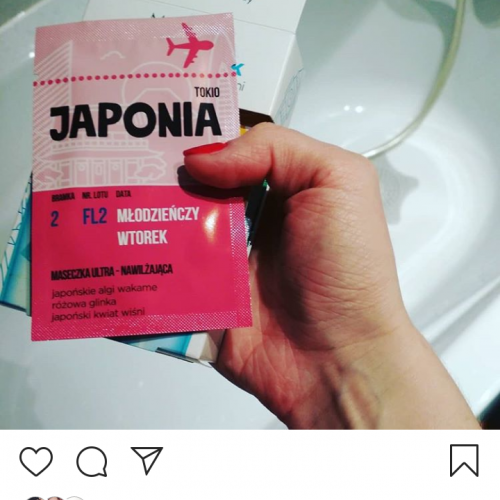 TOKIO
JAPONIA
BRAMKA NR. LOTU DATA
2 FL2 MŁODZIEŃCZY
WTOREK
MASECZKA ULTRA - NAWILŻAJĄCA
japońskie algi wakame
różowa glinka
japoński kwiat wiśni